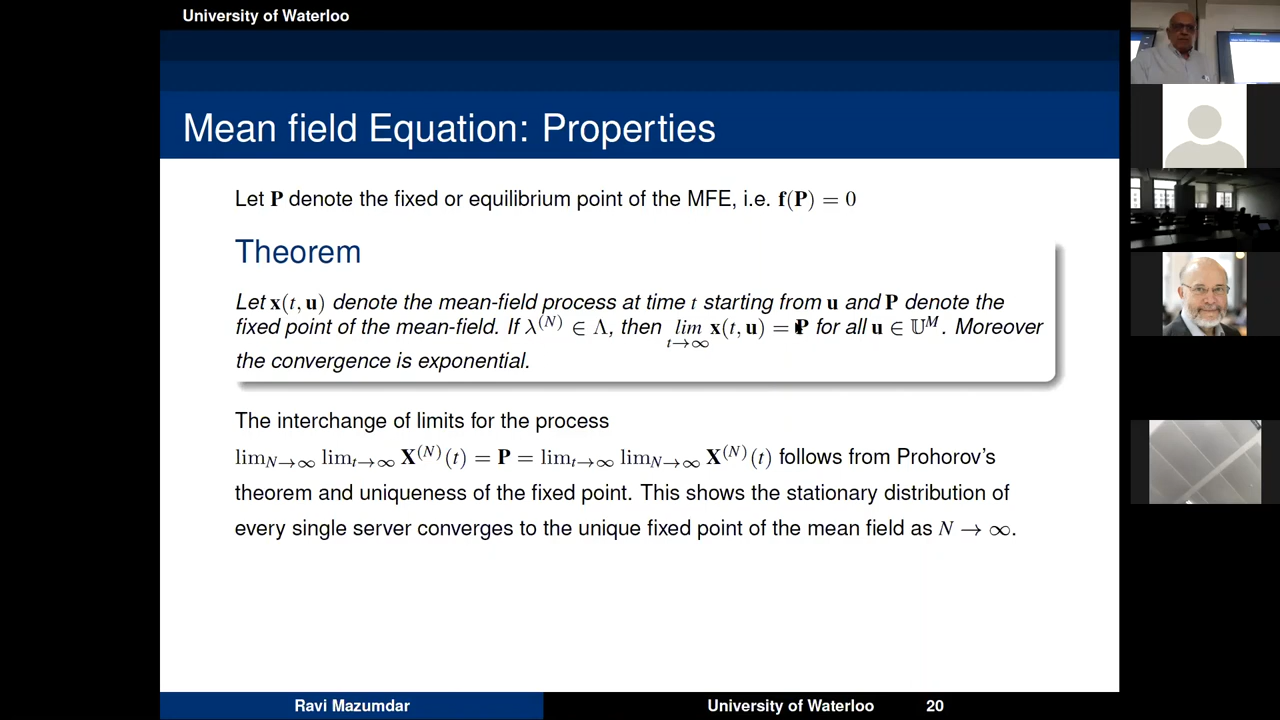 University of Waterloo
Mean field Equation: Properties
Let P denote the fixed or equilibrium point of the MFE, i.e. f(P) = 0
Theorem
Let x(t, u) denote the mean-field process at time t starting from u and P denote the
fixed point of the mean-field. If λ^(N) ∈ Λ, then lim_{t→∞} x(t, u) = P for all u ∈ 𝕌^M. Moreover
the convergence is exponential.
The interchange of limits for the process
lim_{N→∞} lim_{t→∞} X^(N)(t) = P = lim_{t→∞} lim_{N→∞} X^(N)(t) follows from Prohorov's
theorem and uniqueness of the fixed point. This shows the stationary distribution of
every single server converges to the unique fixed point of the mean field as N → ∞.
Ravi Mazumdar
University of Waterloo
20